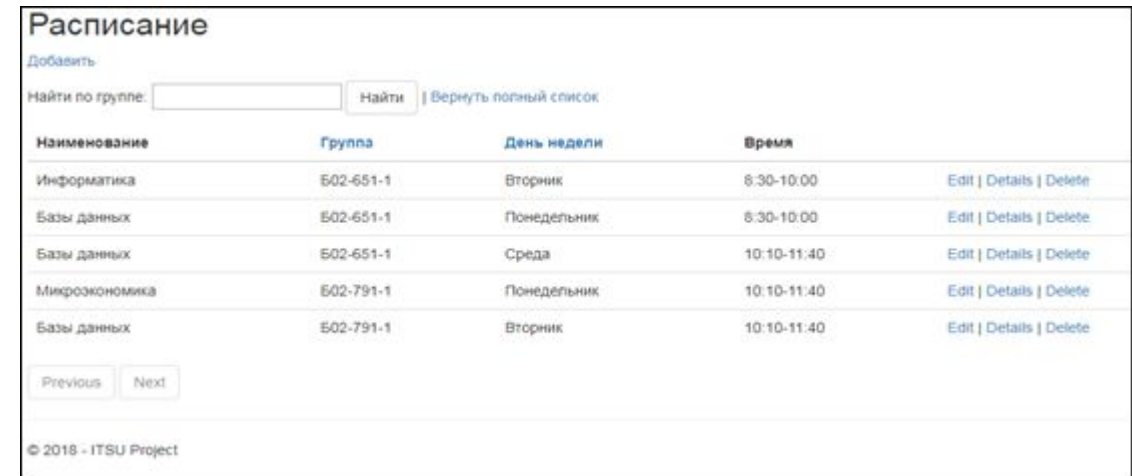 Расписание
Добавить
Найти по группе: Найти | Вернуть полный список
Наименование Группа День недели Время
Информатика Б02-651-1 Вторник 8:30-10:00 Edit | Details | Delete
Базы данных Б02-651-1 Понедельник 8:30-10:00 Edit | Details | Delete
Базы данных Б02-651-1 Среда 10:10-11:40 Edit | Details | Delete
Микроэкономика Б02-791-1 Понедельник 10:10-11:40 Edit | Details | Delete
Базы данных Б02-791-1 Вторник 10:10-11:40 Edit | Details | Delete
Previous Next
© 2018 - ITSU Project